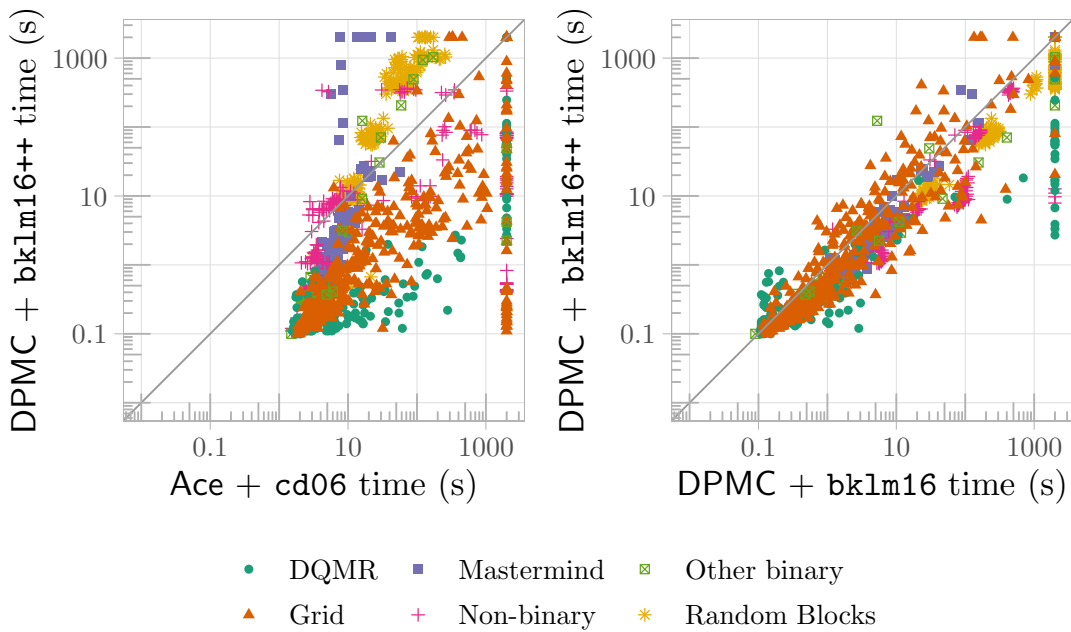 DPMC + bklm16++ time (s)
1000
10
0.1
0.1
10
1000
Ace + cd06 time (s)
DPMC + bklm16++ time (s)
1000
10
0.1
0.1
10
1000
DPMC + bklm16 time (s)
DQMR
Mastermind
Other binary
Grid
Non-binary
Random Blocks